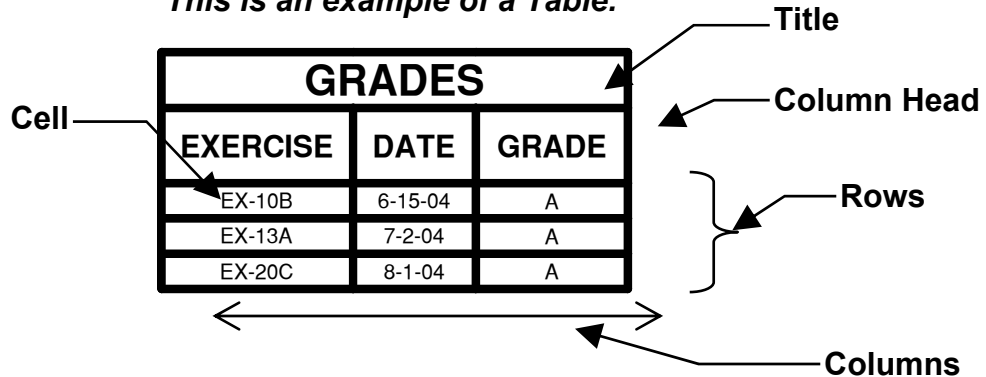 This is an example of a Table.
Title
GRADES
Column Head
Cell
EXERCISE DATE GRADE
Rows
EX-10B 6-15-04 A
EX-13A 7-2-04 A
EX-20C 8-1-04 A
Columns